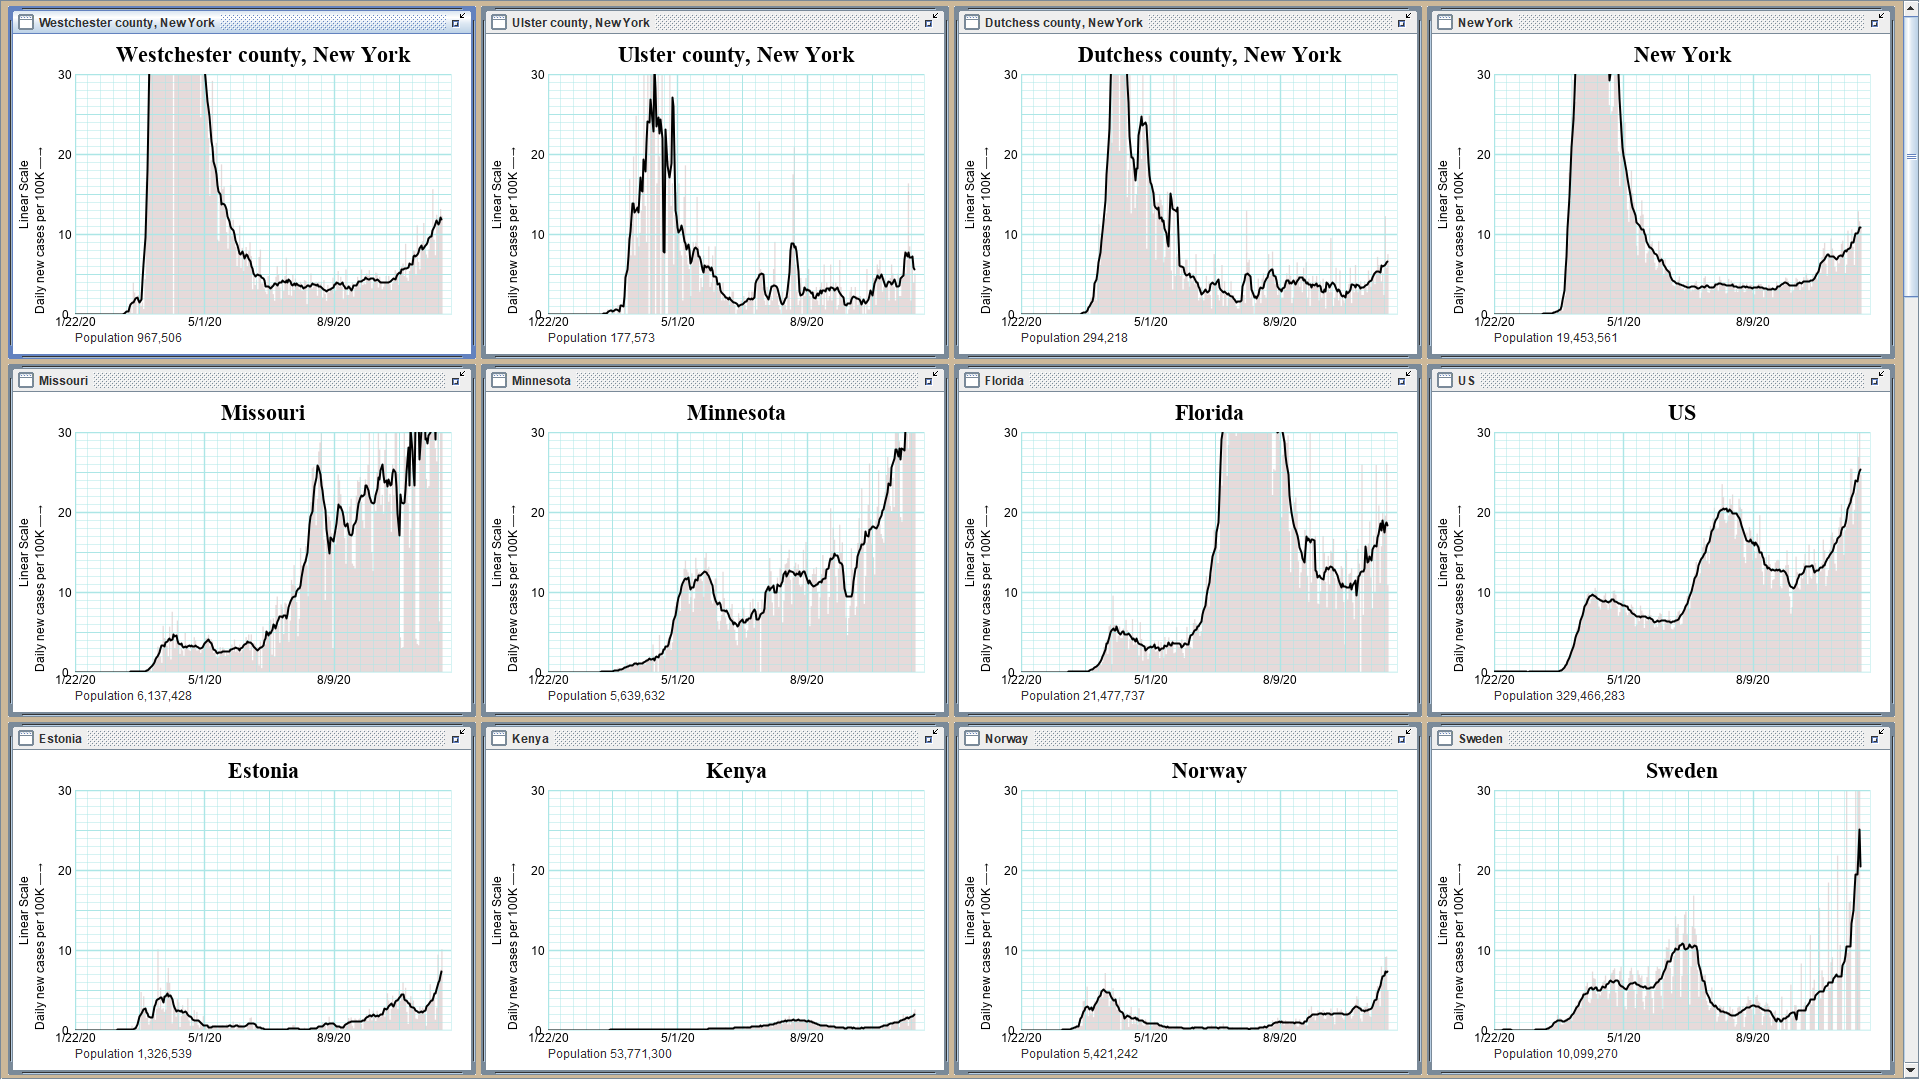 Westchester county, New York
Westchester county, New York
30
20
10
0
Linear Scale
Daily new cases per 100K —→
1/22/20 5/1/20 8/9/20
Population 967,506
Ulster county, New York
Ulster county, New York
30
20
10
0
Linear Scale
Daily new cases per 100K —→
1/22/20 5/1/20 8/9/20
Population 177,573
Dutchess county, New York
Dutchess county, New York
30
20
10
0
Linear Scale
Daily new cases per 100K —→
1/22/20 5/1/20 8/9/20
Population 294,218
New York
New York
30
20
10
0
Linear Scale
Daily new cases per 100K —→
1/22/20 5/1/20 8/9/20
Population 19,453,561
Missouri
Missouri
30
20
10
0
Linear Scale
Daily new cases per 100K —→
1/22/20 5/1/20 8/9/20
Population 6,137,428
Minnesota
Minnesota
30
20
10
0
Linear Scale
Daily new cases per 100K —→
1/22/20 5/1/20 8/9/20
Population 5,639,632
Florida
Florida
30
20
10
0
Linear Scale
Daily new cases per 100K —→
1/22/20 5/1/20 8/9/20
Population 21,477,737
US
US
30
20
10
0
Linear Scale
Daily new cases per 100K —→
1/22/20 5/1/20 8/9/20
Population 329,466,283
Estonia
Estonia
30
20
10
0
Linear Scale
Daily new cases per 100K —→
1/22/20 5/1/20 8/9/20
Population 1,326,539
Kenya
Kenya
30
20
10
0
Linear Scale
Daily new cases per 100K —→
1/22/20 5/1/20 8/9/20
Population 53,771,300
Norway
Norway
30
20
10
0
Linear Scale
Daily new cases per 100K —→
1/22/20 5/1/20 8/9/20
Population 5,421,242
Sweden
Sweden
30
20
10
0
Linear Scale
Daily new cases per 100K —→
1/22/20 5/1/20 8/9/20
Population 10,099,270